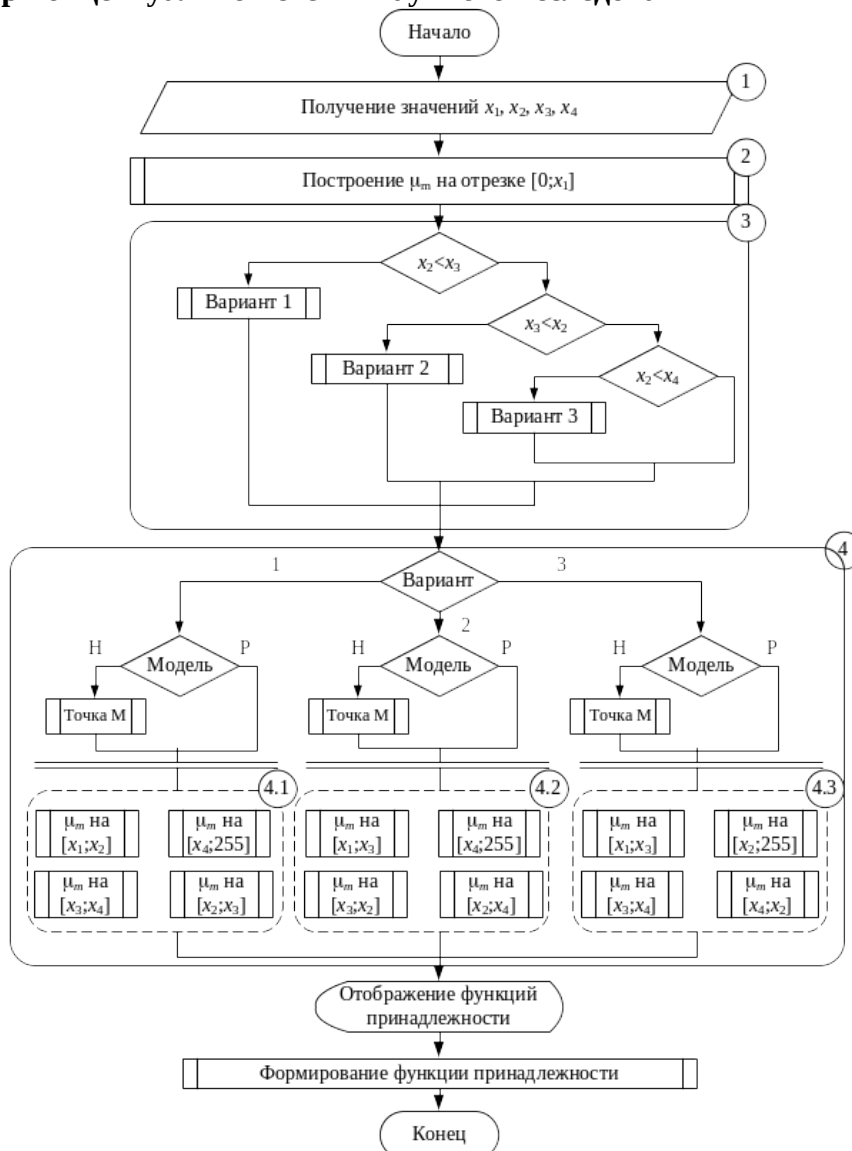 Начало
1
Получение значений x₁, x₂, x₃, x₄
2
Построение μₘ на отрезке [0;x₁]
3
x₂<x₃
Вариант 1
x₃<x₂
Вариант 2
x₂<x₄
Вариант 3
4
1
Вариант
3
2
Н
Модель
Р
Н
Модель
Р
Н
Модель
Р
Точка М
Точка М
Точка М
4.1
4.2
4.3
μₘ на
[x₁;x₂]
μₘ на
[x₄;255]
μₘ на
[x₃;x₄]
μₘ на
[x₂;x₃]
μₘ на
[x₁;x₃]
μₘ на
[x₄;255]
μₘ на
[x₃;x₂]
μₘ на
[x₂;x₄]
μₘ на
[x₁;x₃]
μₘ на
[x₂;255]
μₘ на
[x₃;x₄]
μₘ на
[x₄;x₂]
Отображение функций
принадлежности
Формирование функции принадлежности
Конец